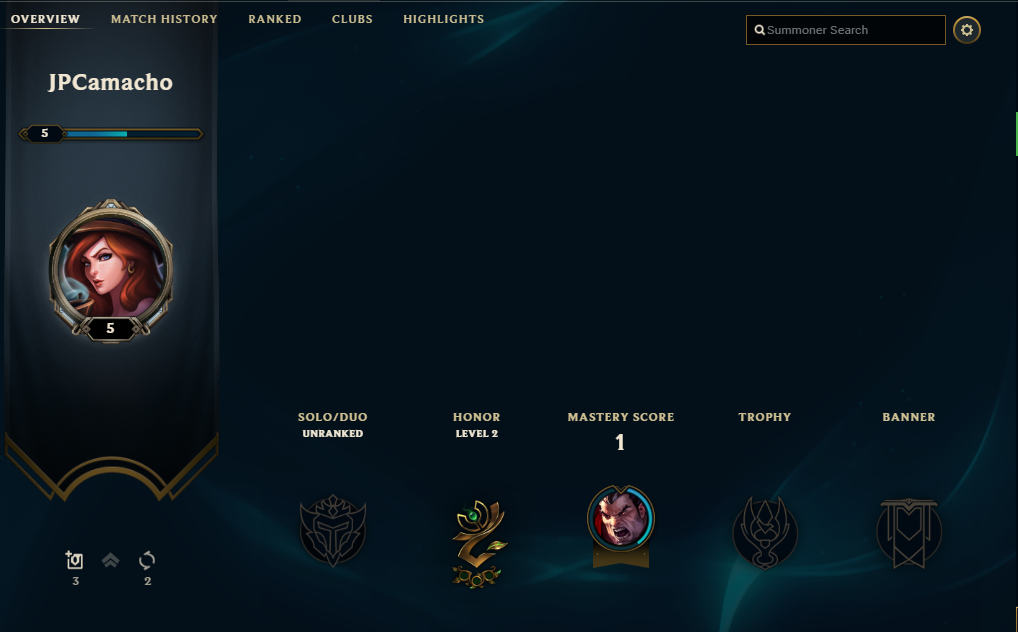 OVERVIEW MATCH HISTORY RANKED CLUBS HIGHLIGHTS
Summoner Search
JPCamacho
5
5
SOLO/DUO HONOR MASTERY SCORE TROPHY BANNER
UNRANKED LEVEL 2
1
3 2